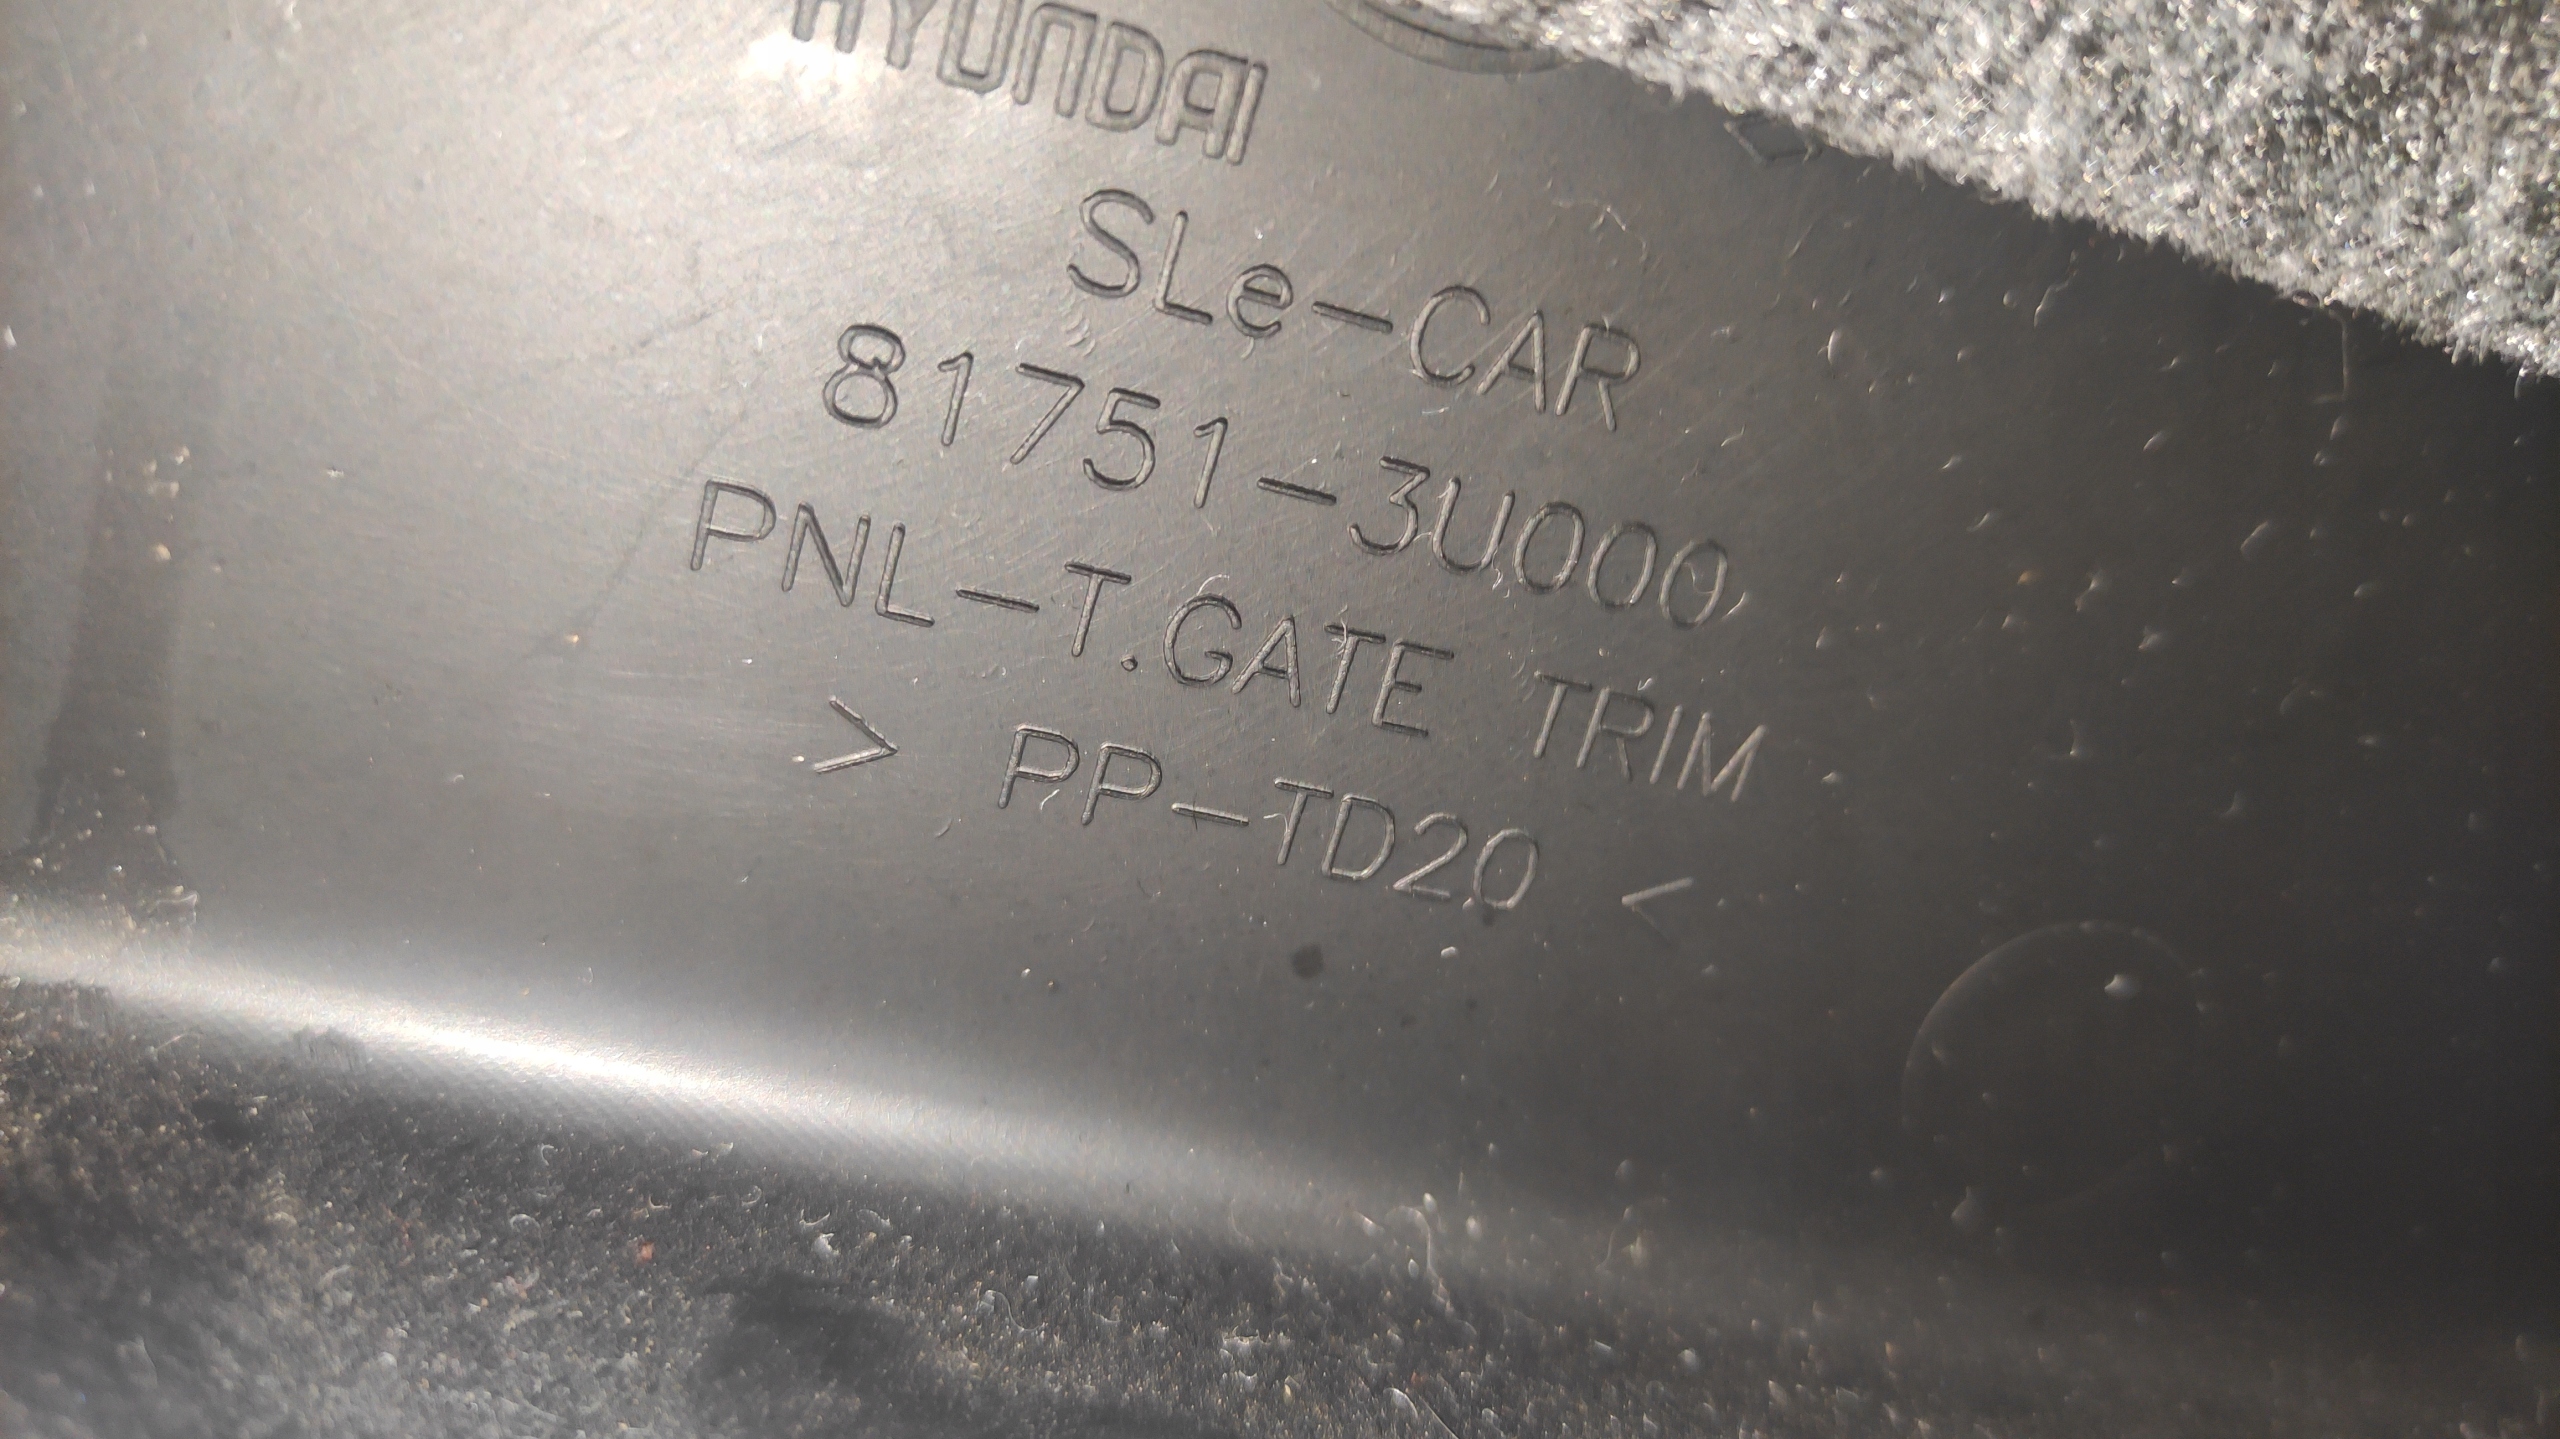 HYUNDAI
SLe-CAR
81751-3U000
PNL-T.GATE TRIM
> PP-TD20 <